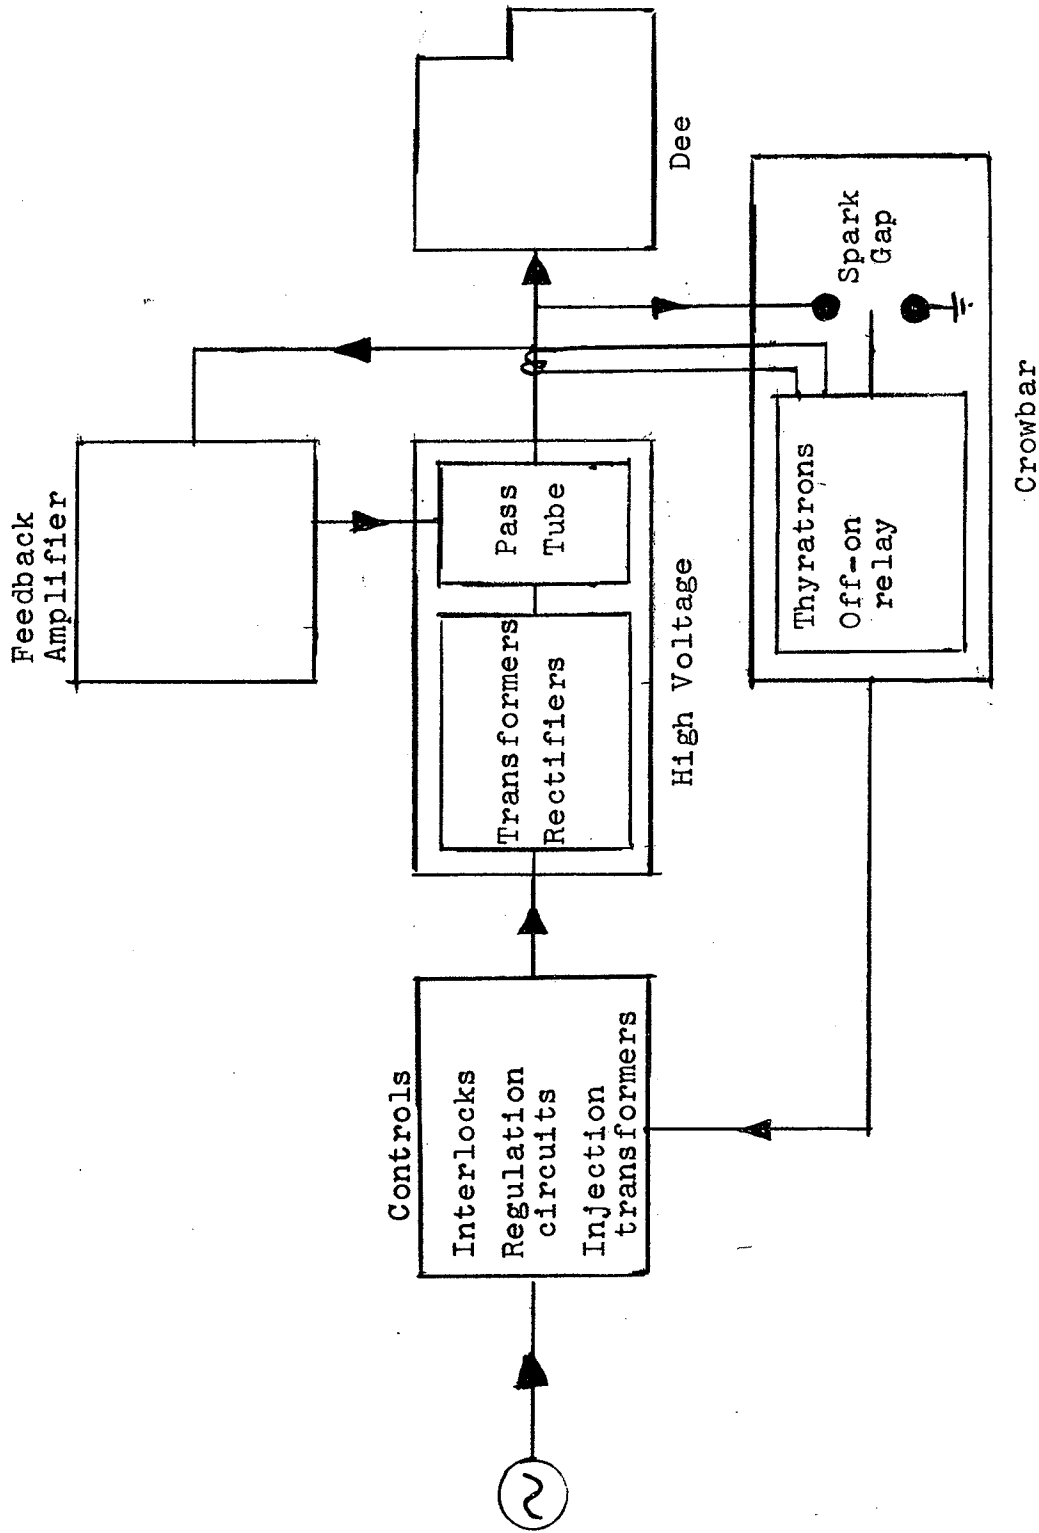 Feedback
Amplifier
Controls
Interlocks
Regulation
circuits
Injection
transformers
Transformers
Rectifiers
Pass
Tube
High Voltage
Dee
Thyratrons
Off-on
relay
Spark
Gap
Crowbar